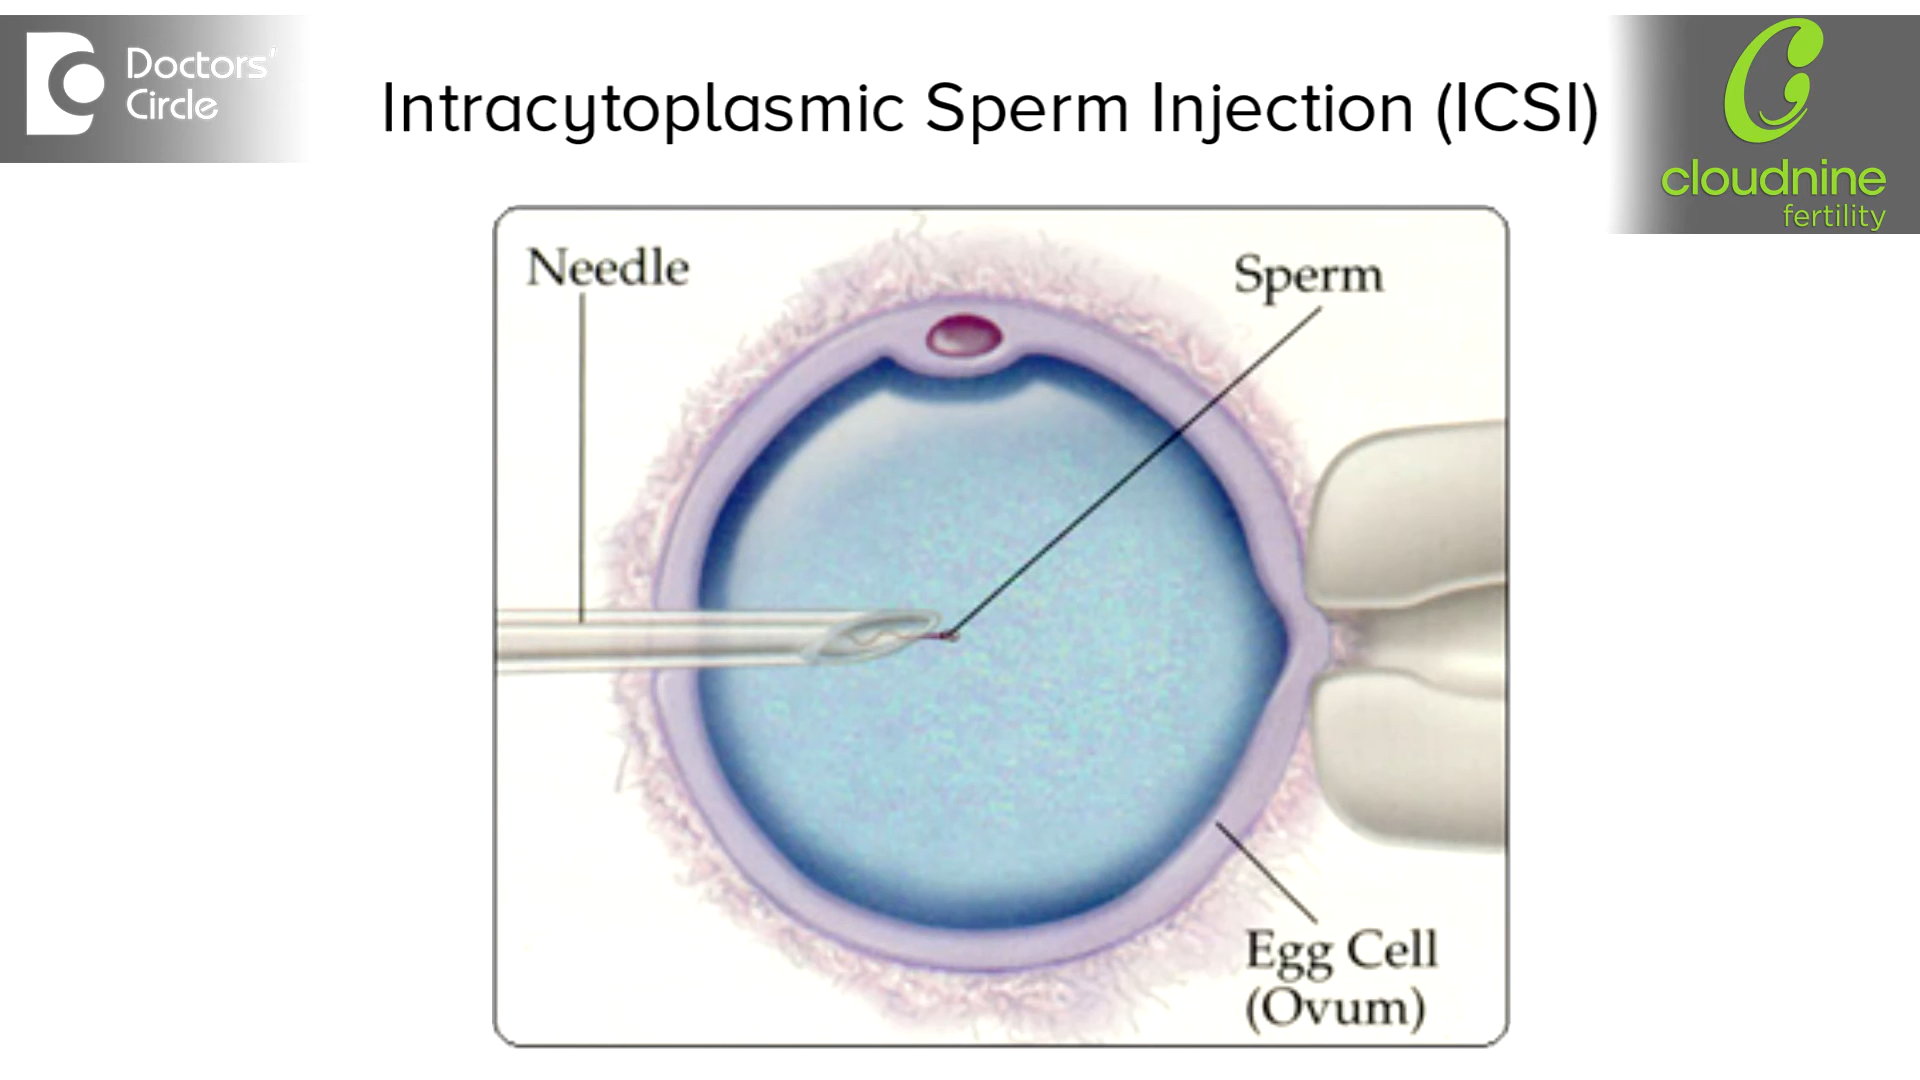 Doctors'
Circle
Intracytoplasmic Sperm Injection (ICSI)
cloudnine
fertility
Needle
Sperm
Egg Cell
(Ovum)